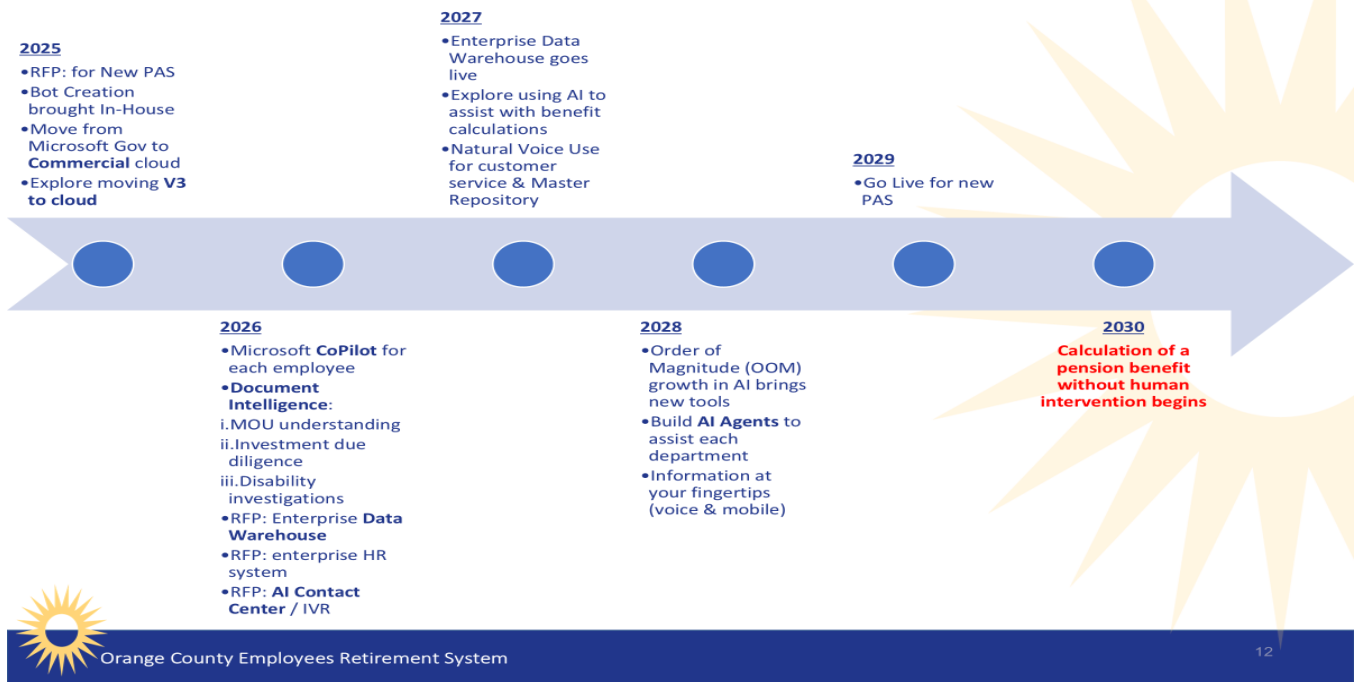 2025
•RFP: for New PAS
•Bot Creation
brought In-House
•Move from
Microsoft Gov to
Commercial cloud
•Explore moving V3
to cloud
2026
•Microsoft CoPilot for
each employee
•Document
Intelligence:
i.MOU understanding
ii.Investment due
diligence
iii.Disability
investigations
•RFP: Enterprise Data
Warehouse
•RFP: enterprise HR
system
•RFP: AI Contact
Center / IVR
2027
•Enterprise Data
Warehouse goes
live
•Explore using AI to
assist with benefit
calculations
•Natural Voice Use
for customer
service & Master
Repository
2028
•Order of
Magnitude (OOM)
growth in AI brings
new tools
•Build AI Agents to
assist each
department
•Information at
your fingertips
(voice & mobile)
2029
•Go Live for new
PAS
2030
Calculation of a
pension benefit
without human
intervention begins
Orange County Employees Retirement System
12